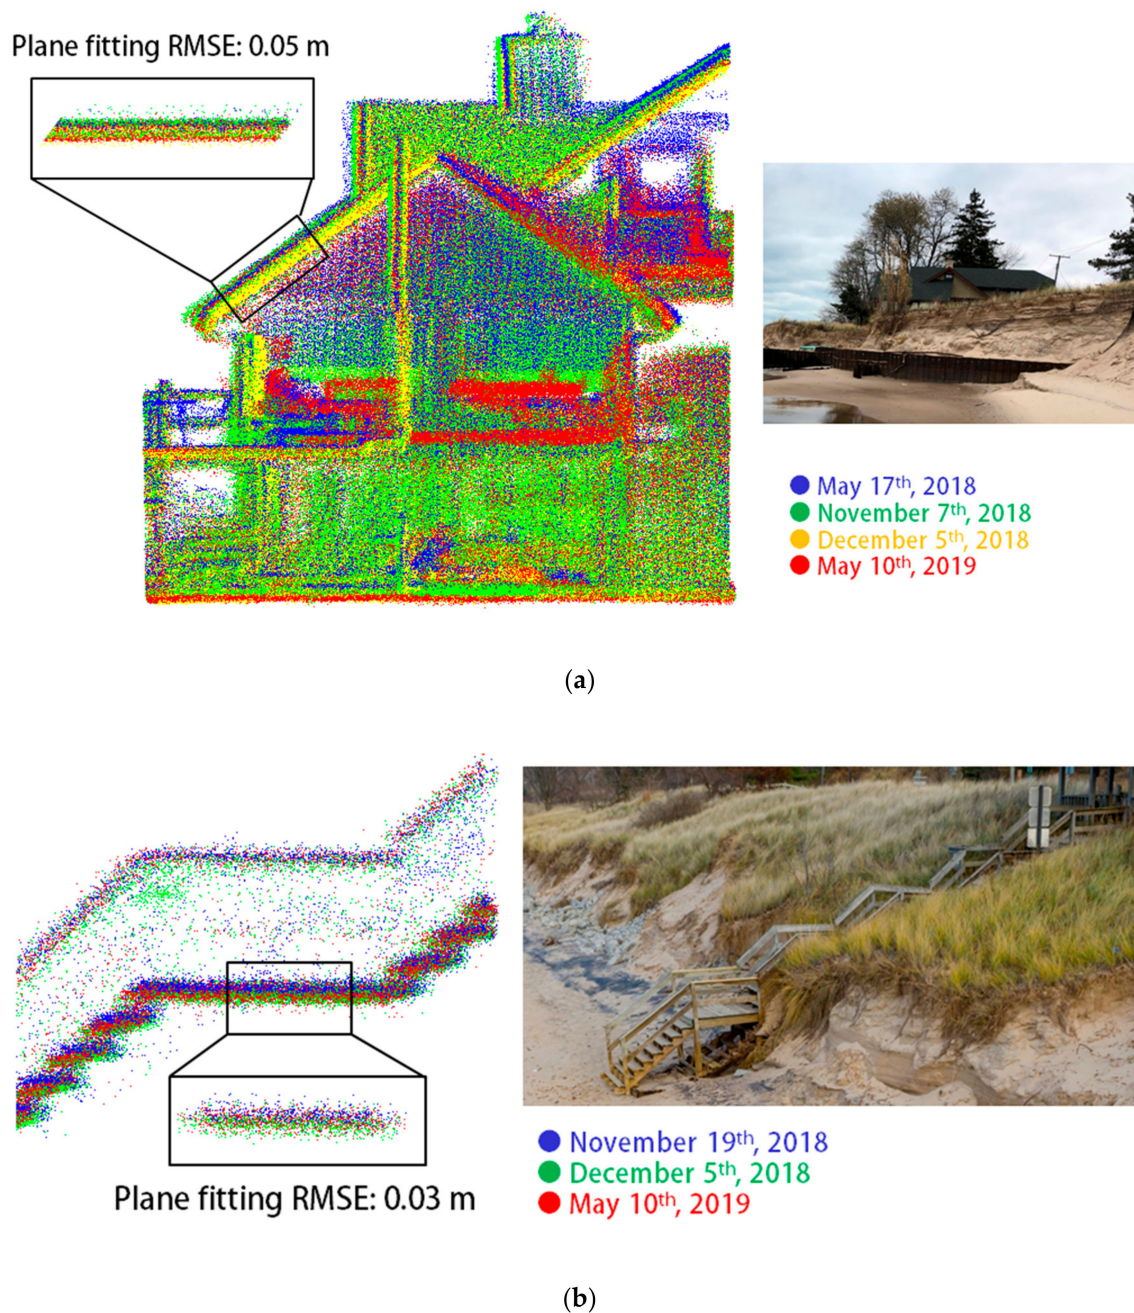 Plane fitting RMSE: 0.05 m
May 17th, 2018
November 7th, 2018
December 5th, 2018
May 10th, 2019
(a)
November 19th, 2018
December 5th, 2018
May 10th, 2019
Plane fitting RMSE: 0.03 m
(b)